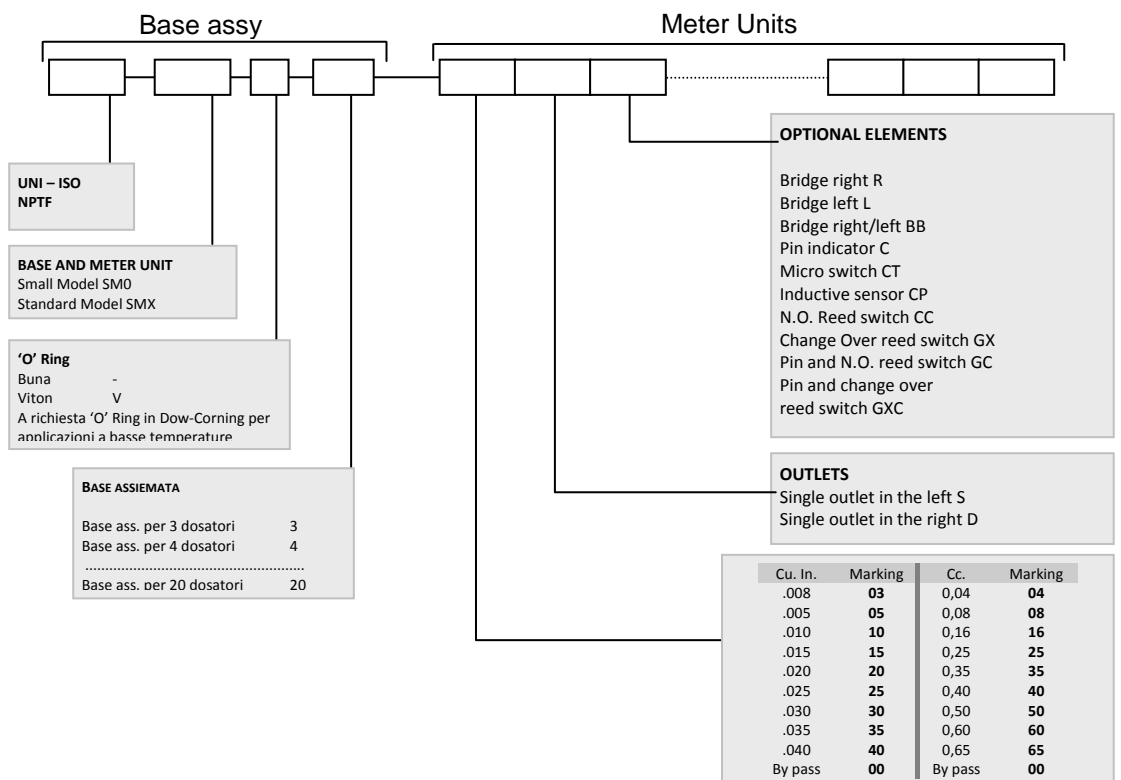 Base assy
Meter Units
UNI – ISO
NPTF
BASE AND METER UNIT
Small Model SM0
Standard Model SMX
‘O’ Ring
Buna -
Viton V
A richiesta ‘O’ Ring in Dow-Corning per
applicazioni a basse temperature
BASE ASSIEMATA
Base ass. per 3 dosatori 3
Base ass. per 4 dosatori 4
.......................................................
Base ass. per 20 dosatori 20
OPTIONAL ELEMENTS
Bridge right R
Bridge left L
Bridge right/left BB
Pin indicator C
Micro switch CT
Inductive sensor CP
N.O. Reed switch CC
Change Over reed switch GX
Pin and N.O. reed switch GC
Pin and change over
reed switch GXC
OUTLETS
Single outlet in the left S
Single outlet in the right D
Cu. In. Marking Cc. Marking
.008 03 0,04 04
.005 05 0,08 08
.010 10 0,16 16
.015 15 0,25 25
.020 20 0,35 35
.025 25 0,40 40
.030 30 0,50 50
.035 35 0,60 60
.040 40 0,65 65
By pass 00 By pass 00